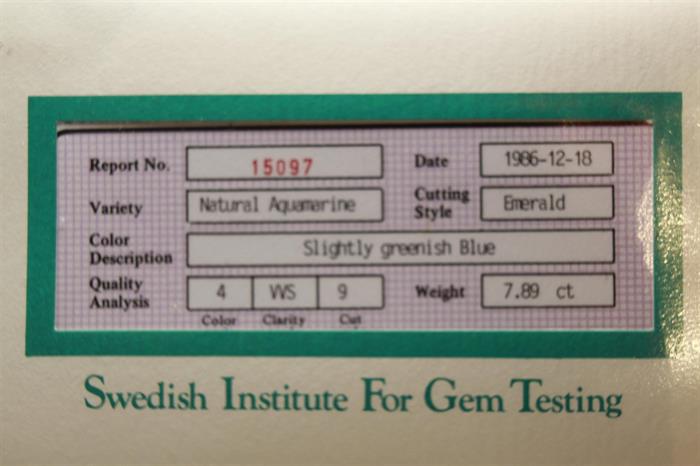 Report No. 15097 Date 1986-12-18
Variety Natural Aquamarine Cutting Style Emerald
Color Description Slightly greenish Blue
Quality Analysis 4 VVS 9 Weight 7.89 ct
Color Clarity Cut
Swedish Institute For Gem Testing